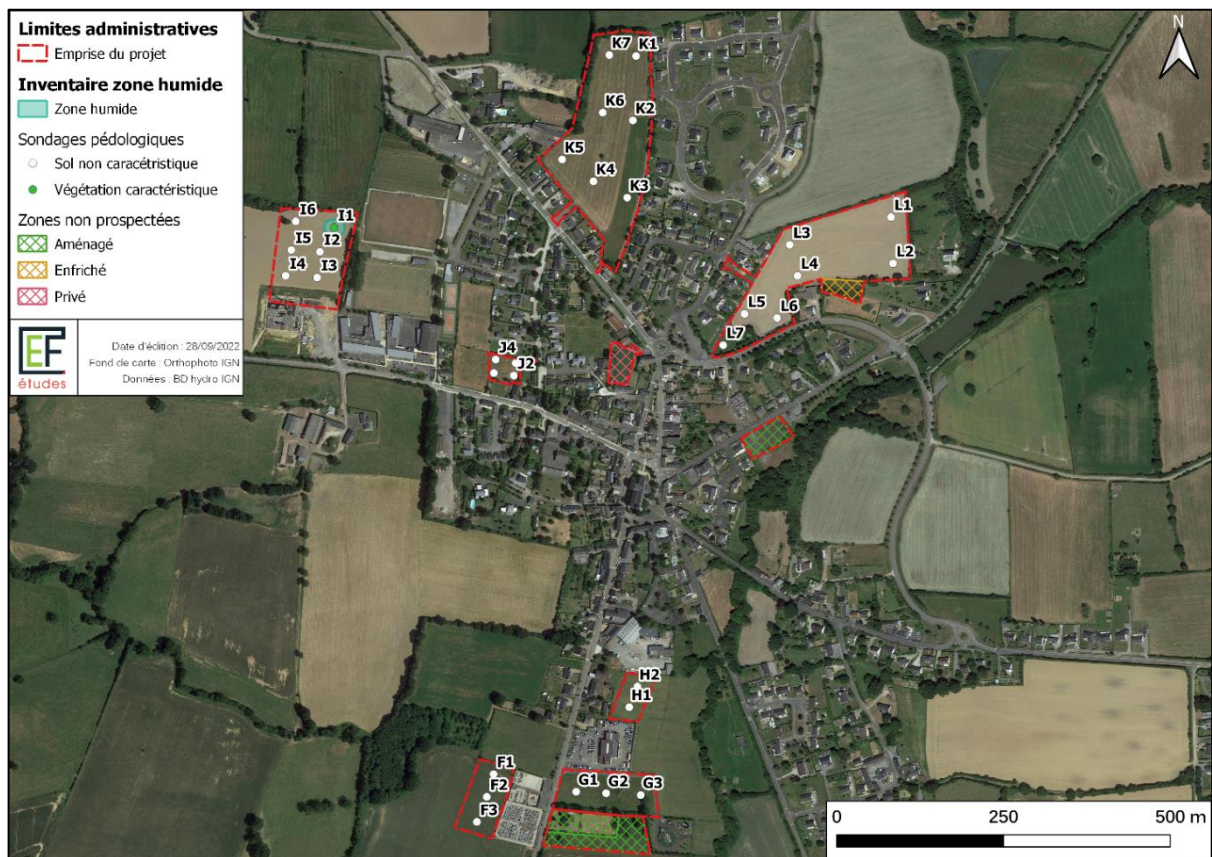 Limites administratives
Emprise du projet
Inventaire zone humide
Zone humide
Sondages pédologiques
Sol non caractéristique
Végétation caractéristique
Zones non prospectées
Aménagé
Enfriché
Privé
EF
études
Date d'édition : 28/09/2022
Fond de carte : Orthophoto IGN
Données : BD hydro IGN
N
K7 K1
K6 K2
K5
K4
K3
I6 I1
I5 I2
I4 I3
L1
L3 L2
L4
L5 L6
L7
J4
J2
H2
H1
F1
F2
F3
G1 G2 G3
0 250 500 m